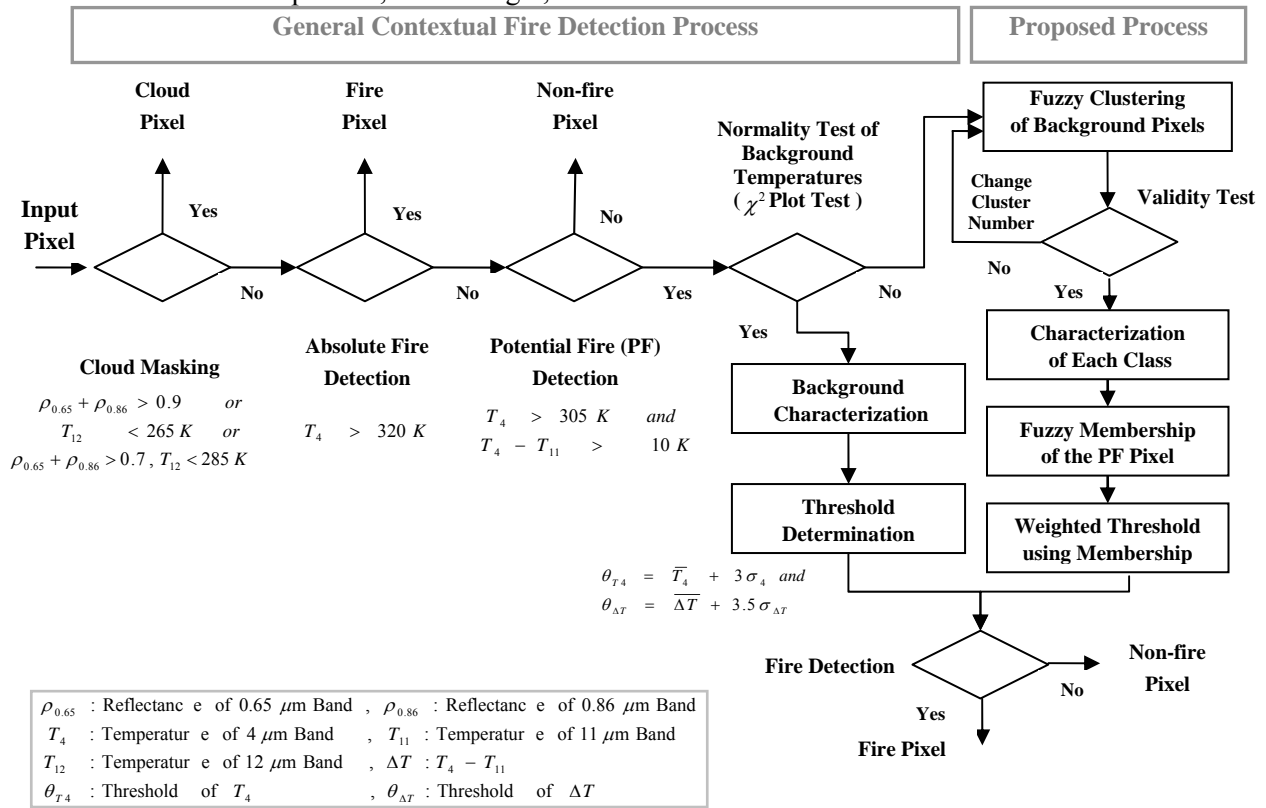 General Contextual Fire Detection Process
Proposed Process
Cloud
Pixel
Fire
Pixel
Non-fire
Pixel
Normality Test of
Background
Temperatures
( χ² Plot Test )
Fuzzy Clustering
of Background Pixels
Change
Cluster
Number
Validity Test
Input
Pixel
Yes
Yes
No
No
No
Yes
No
Yes
No
Yes
Cloud Masking
ρ0.65 + ρ0.86 > 0.9 or
T12 < 265 K or
ρ0.65 + ρ0.86 > 0.7 , T12 < 285 K
Absolute Fire
Detection
T4 > 320 K
Potential Fire (PF)
Detection
T4 > 305 K and
T4 − T11 > 10 K
Background
Characterization
Threshold
Determination
θT4 = T̅4 + 3σ4 and
θΔT = Δ̅T̅ + 3.5σΔT
Characterization
of Each Class
Fuzzy Membership
of the PF Pixel
Weighted Threshold
using Membership
Fire Detection
No
Non-fire
Pixel
Yes
Fire Pixel
ρ0.65 : Reflectanc e of 0.65 μm Band , ρ0.86 : Reflectanc e of 0.86 μm Band
T4 : Temperatur e of 4 μm Band , T11 : Temperatur e of 11 μm Band
T12 : Temperatur e of 12 μm Band , ΔT : T4 − T11
θT4 : Threshold of T4 , θΔT : Threshold of ΔT